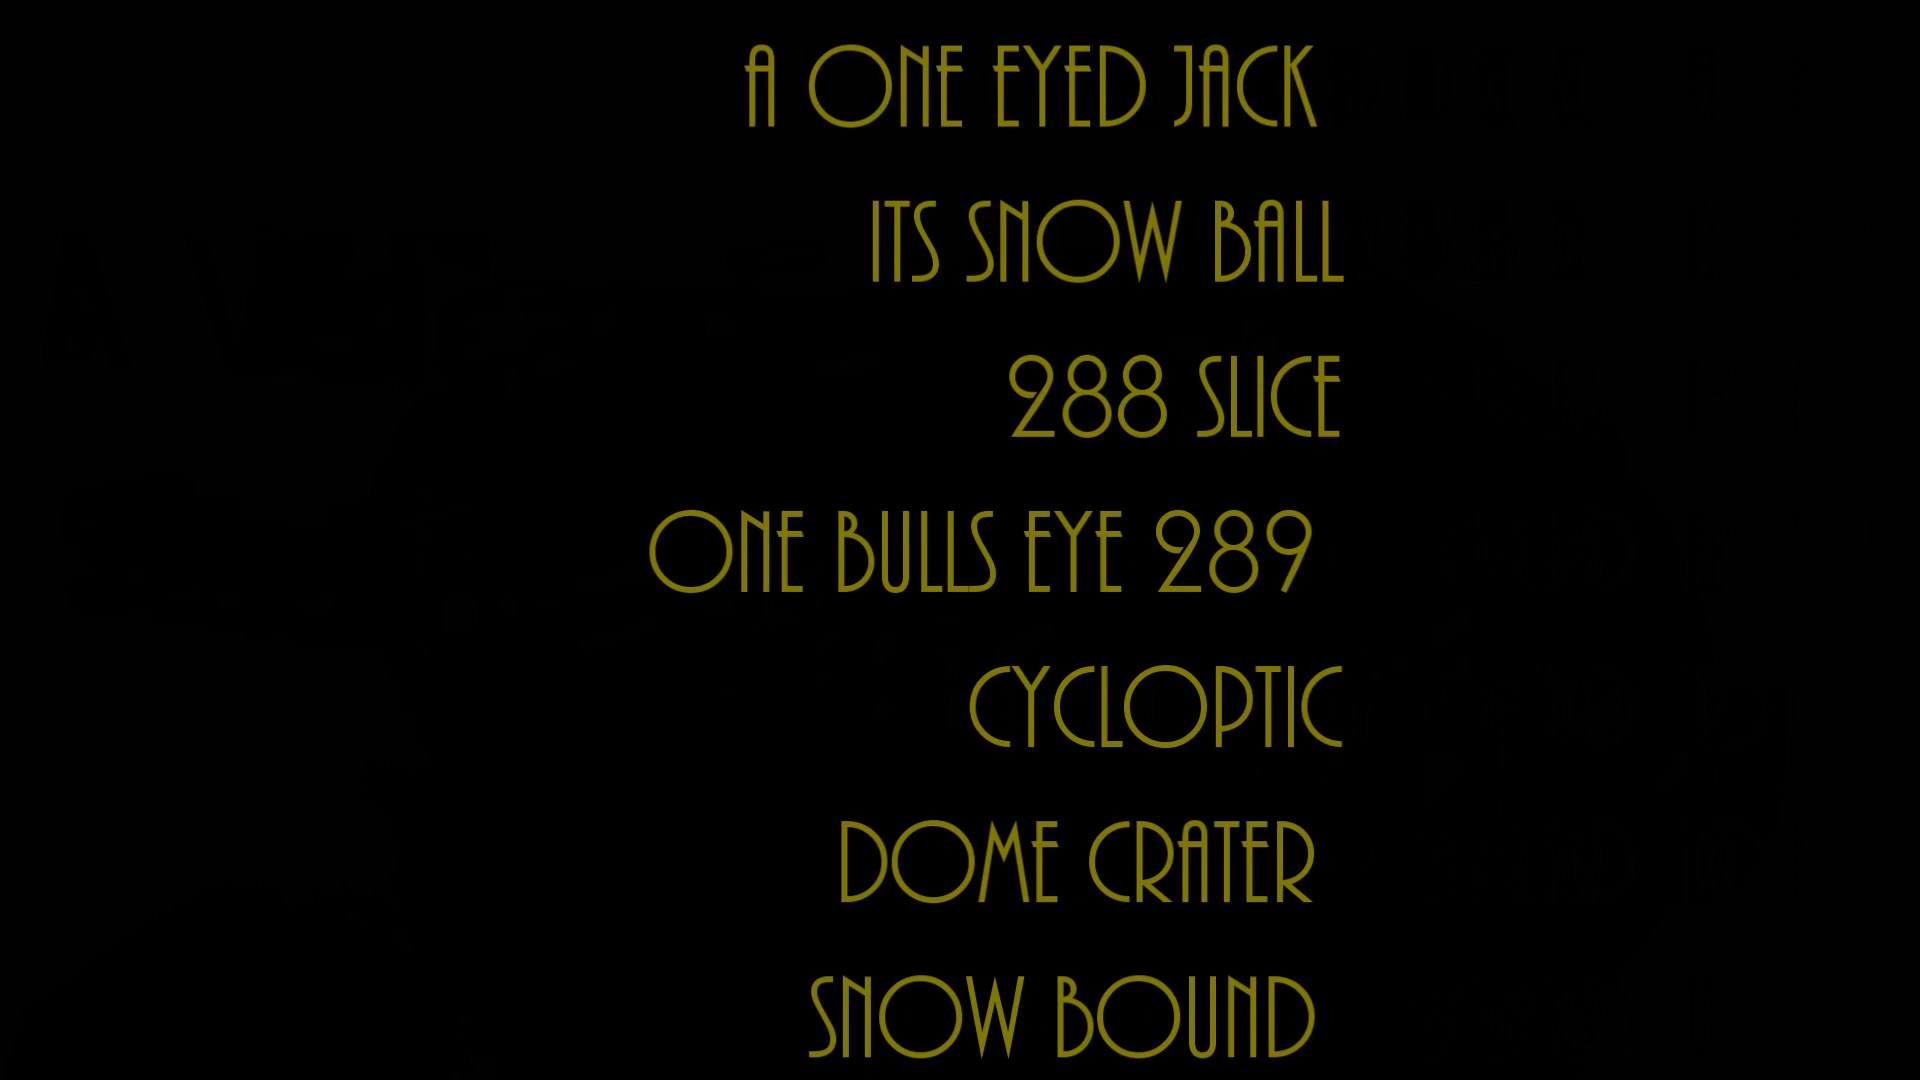 A ONE EYED JACK
ITS SNOW BALL
288 SLICE
ONE BULLS EYE 289
CYCLOPTIC
DOME CRATER
SNOW BOUND